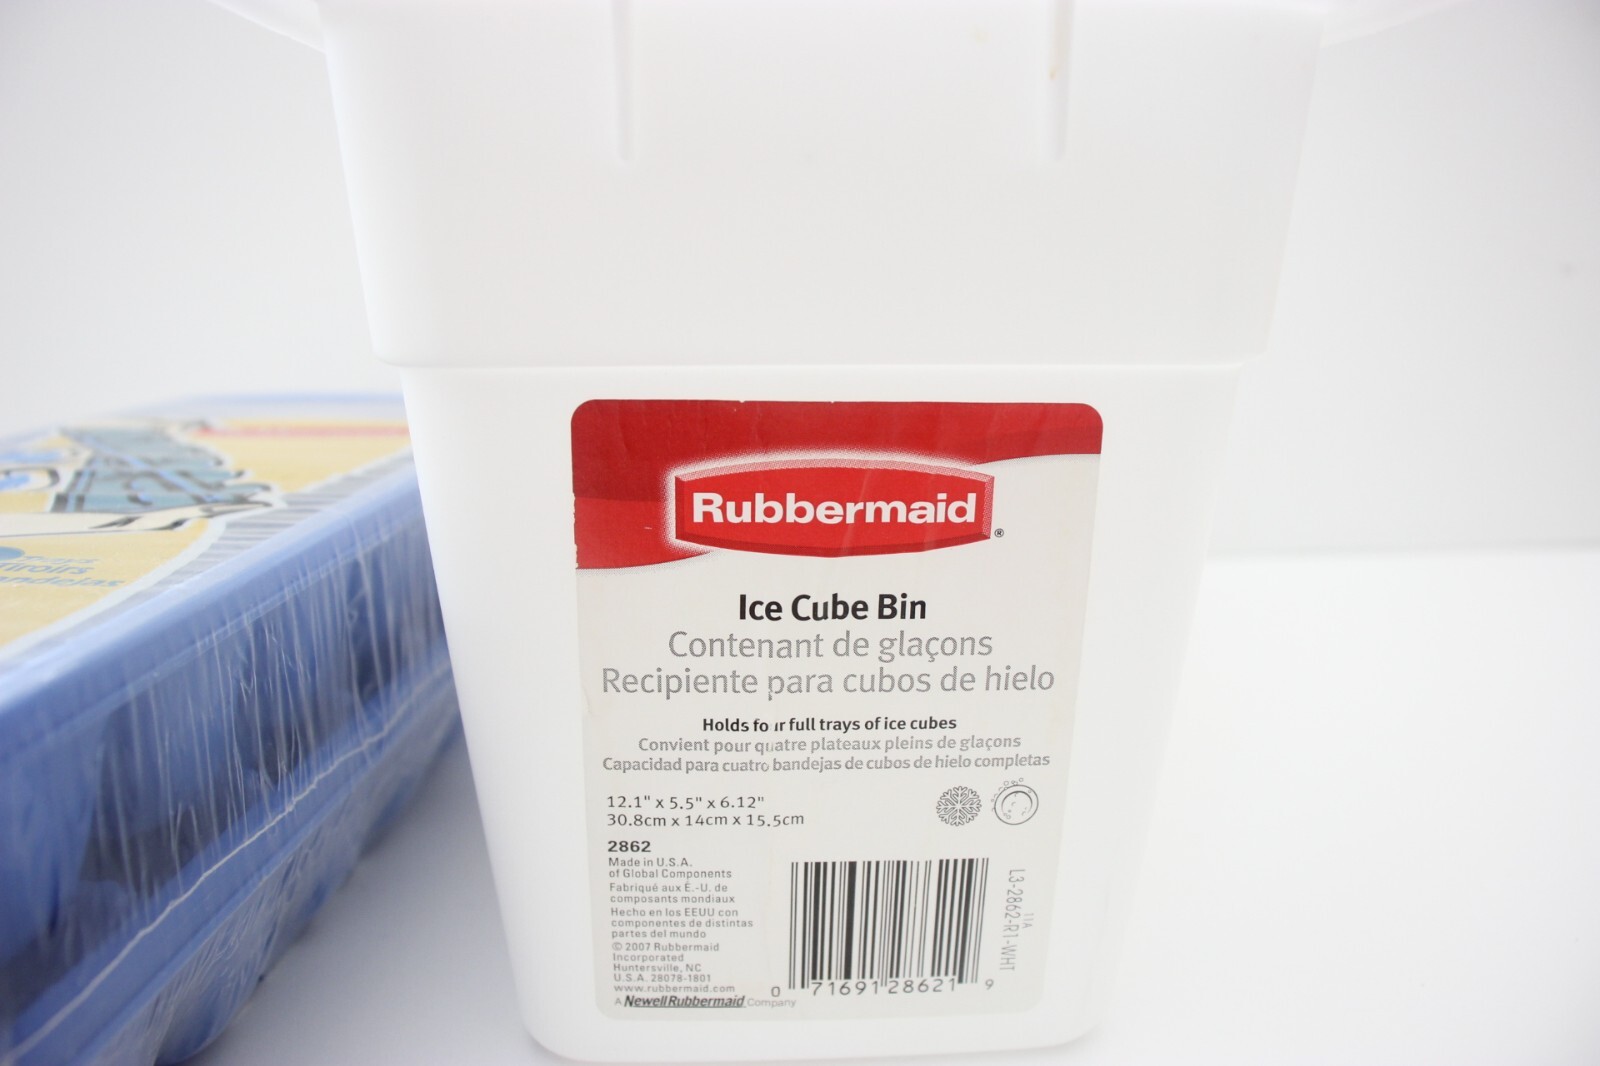 Rubbermaid®
Ice Cube Bin
Contenant de glaçons
Recipiente para cubos de hielo
Holds four full trays of ice cubes
Convient pour quatre plateaux pleins de glaçons
Capacidad para cuatro bandejas de cubos de hielo completas
12.1" x 5.5" x 6.12"
30.8cm x 14cm x 15.5cm
2862
Made in U.S.A.
of Global Components
Fabriqué aux É.-U. de
composants mondiaux
Hecho en los EEUU con
componentes de distintas
partes del mundo
© 2007 Rubbermaid
Incorporated
Huntersville, NC
U.S.A. 28078-1801
www.rubbermaid.com
A NewellRubbermaid Company
0 71691 28621 9
L3-2862-R1-WHT
11A
Trays
Tiroirs